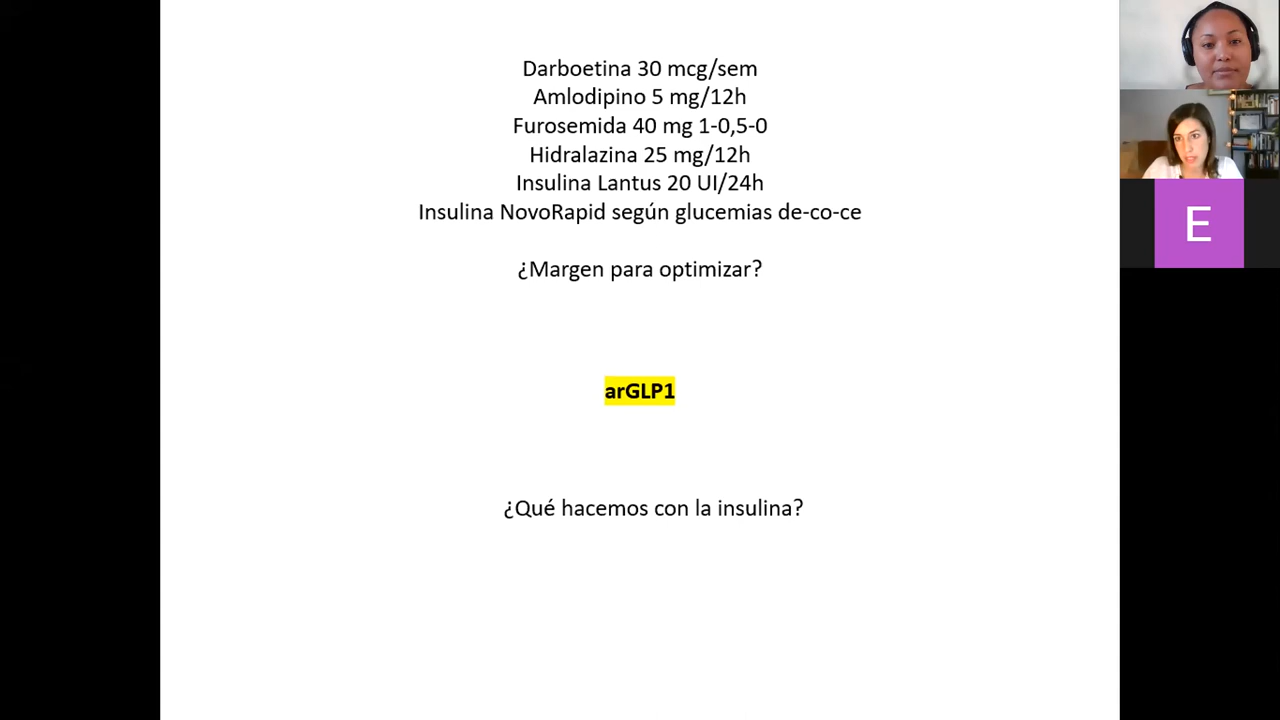 Darboetina 30 mcg/sem
Amlodipino 5 mg/12h
Furosemida 40 mg 1-0,5-0
Hidralazina 25 mg/12h
Insulina Lantus 20 UI/24h
Insulina NovoRapid según glucemias de-co-ce
¿Margen para optimizar?
arGLP1
¿Qué hacemos con la insulina?
E